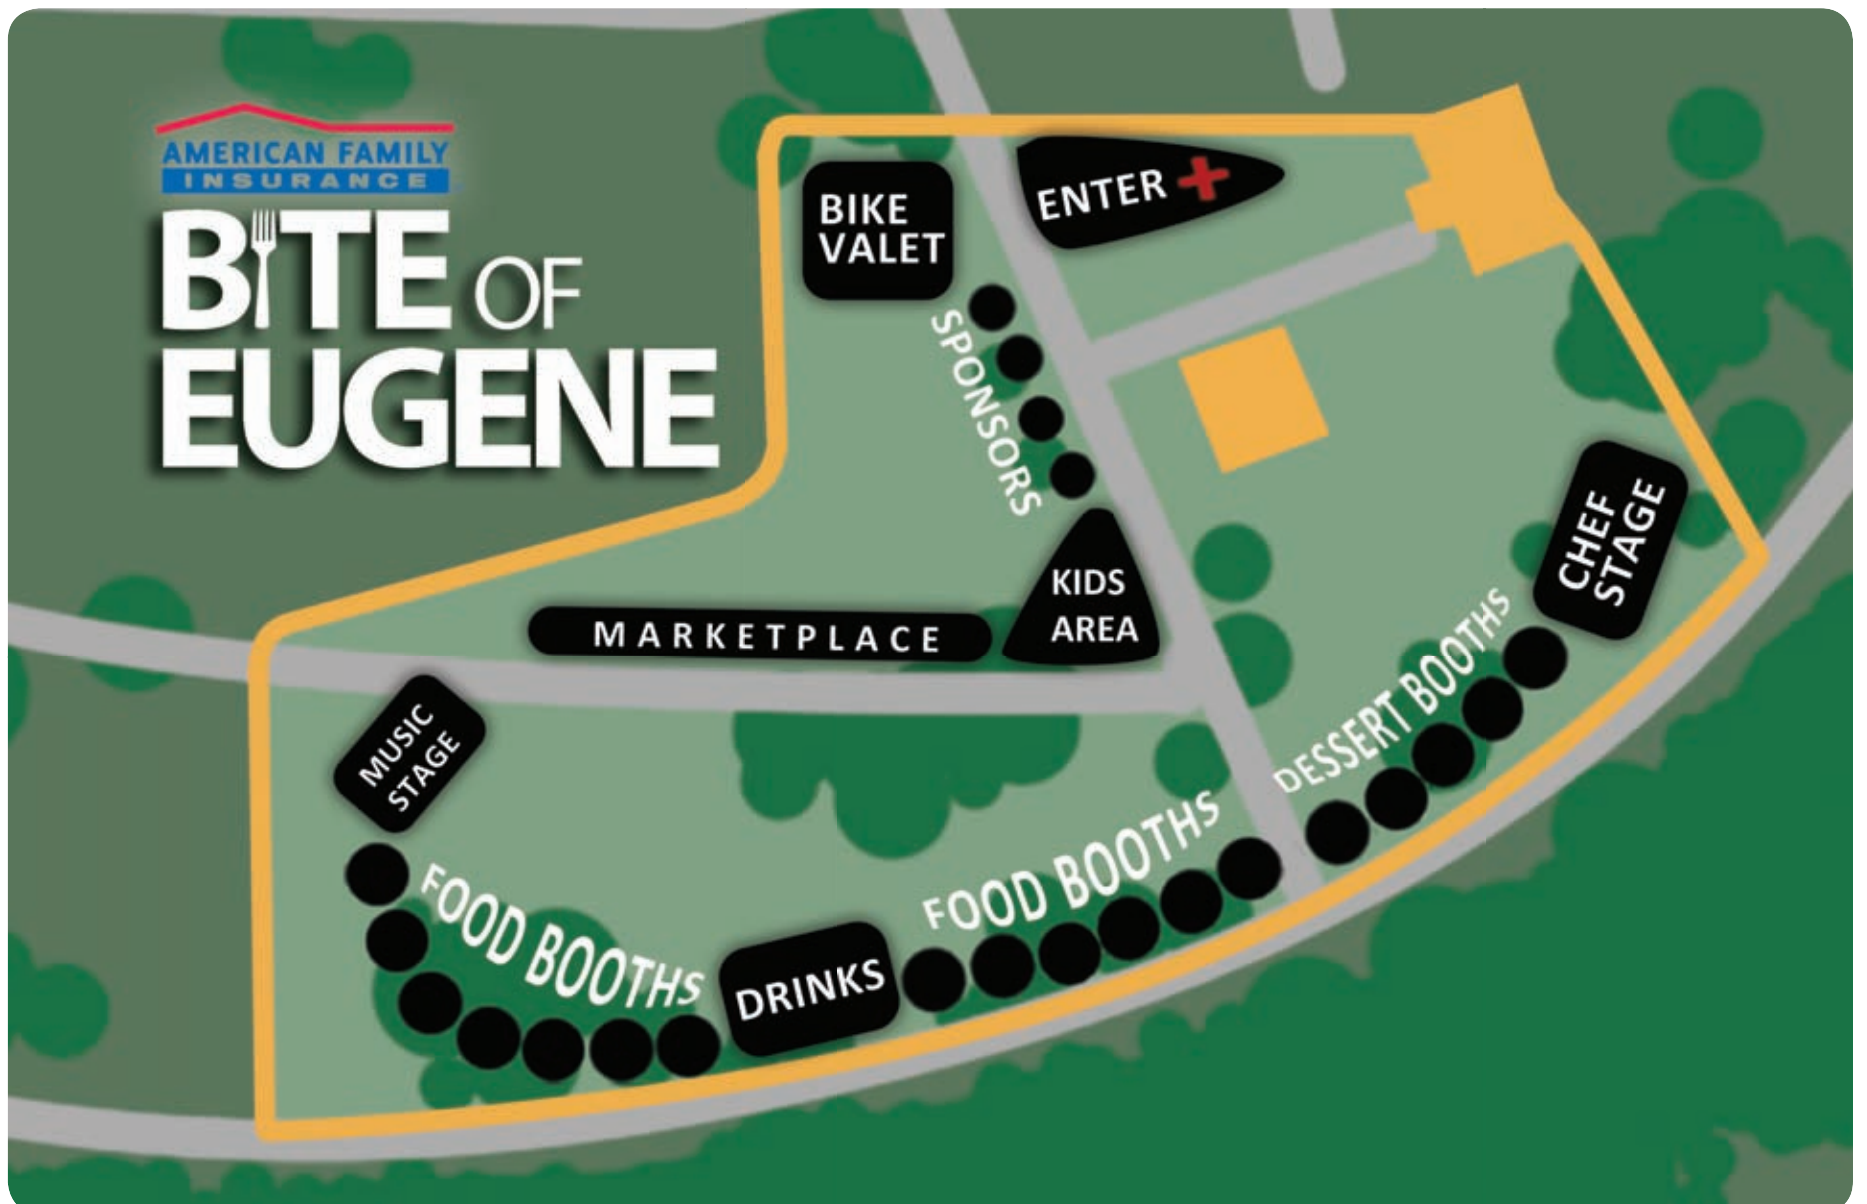 AMERICAN FAMILY
INSURANCE
BITE OF
EUGENE
BIKE
VALET
ENTER
SPONSORS
KIDS
AREA
MARKETPLACE
CHEF
STAGE
MUSIC
STAGE
DESSERT BOOTHS
FOOD BOOTHS
FOOD BOOTHS
DRINKS